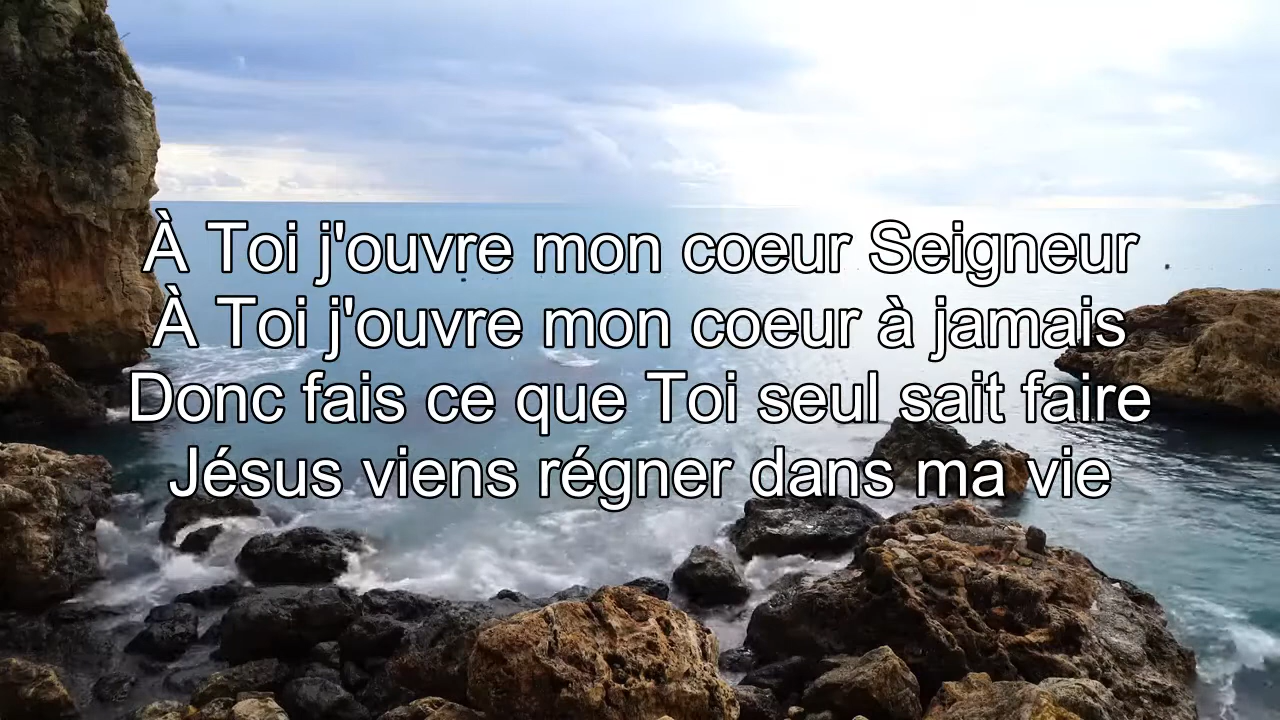 À Toi j'ouvre mon coeur Seigneur
À Toi j'ouvre mon coeur à jamais
Donc fais ce que Toi seul sait faire
Jésus viens régner dans ma vie